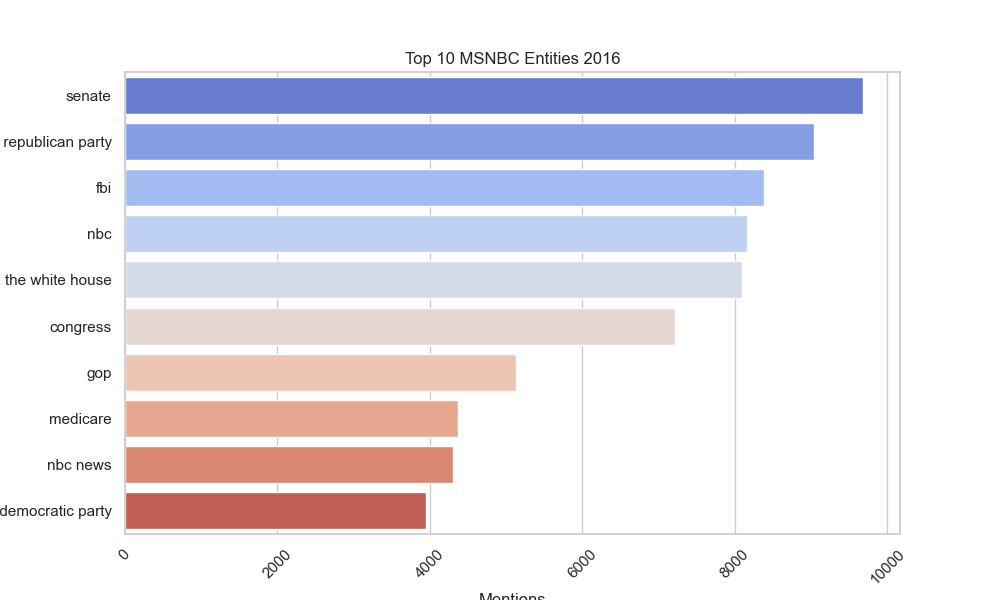 Top 10 MSNBC Entities 2016
senate
republican party
fbi
nbc
the white house
congress
gop
medicare
nbc news
democratic party
0
2000
4000
6000
8000
10000
Mentions